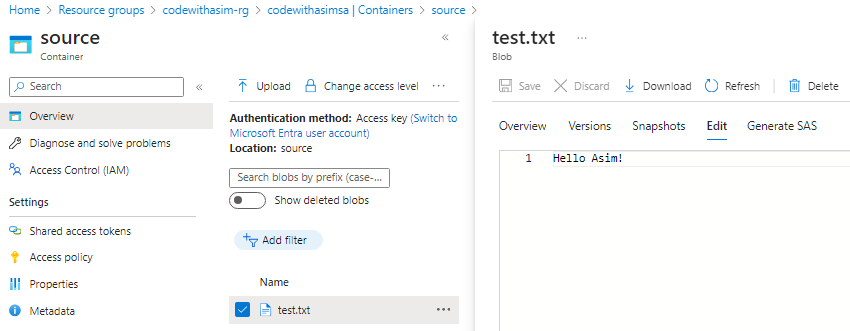 Home > Resource groups > codewithasim-rg > codewithasimsa | Containers > source >
source
Container
Search
Overview
Diagnose and solve problems
Access Control (IAM)
Settings
Shared access tokens
Access policy
Properties
Metadata
Upload
Change access level
Authentication method: Access key (Switch to
Microsoft Entra user account)
Location: source
Search blobs by prefix (case-...
Show deleted blobs
Add filter
Name
test.txt
test.txt
Blob
Save Discard Download Refresh Delete
Overview Versions Snapshots Edit Generate SAS
1 Hello Asim!